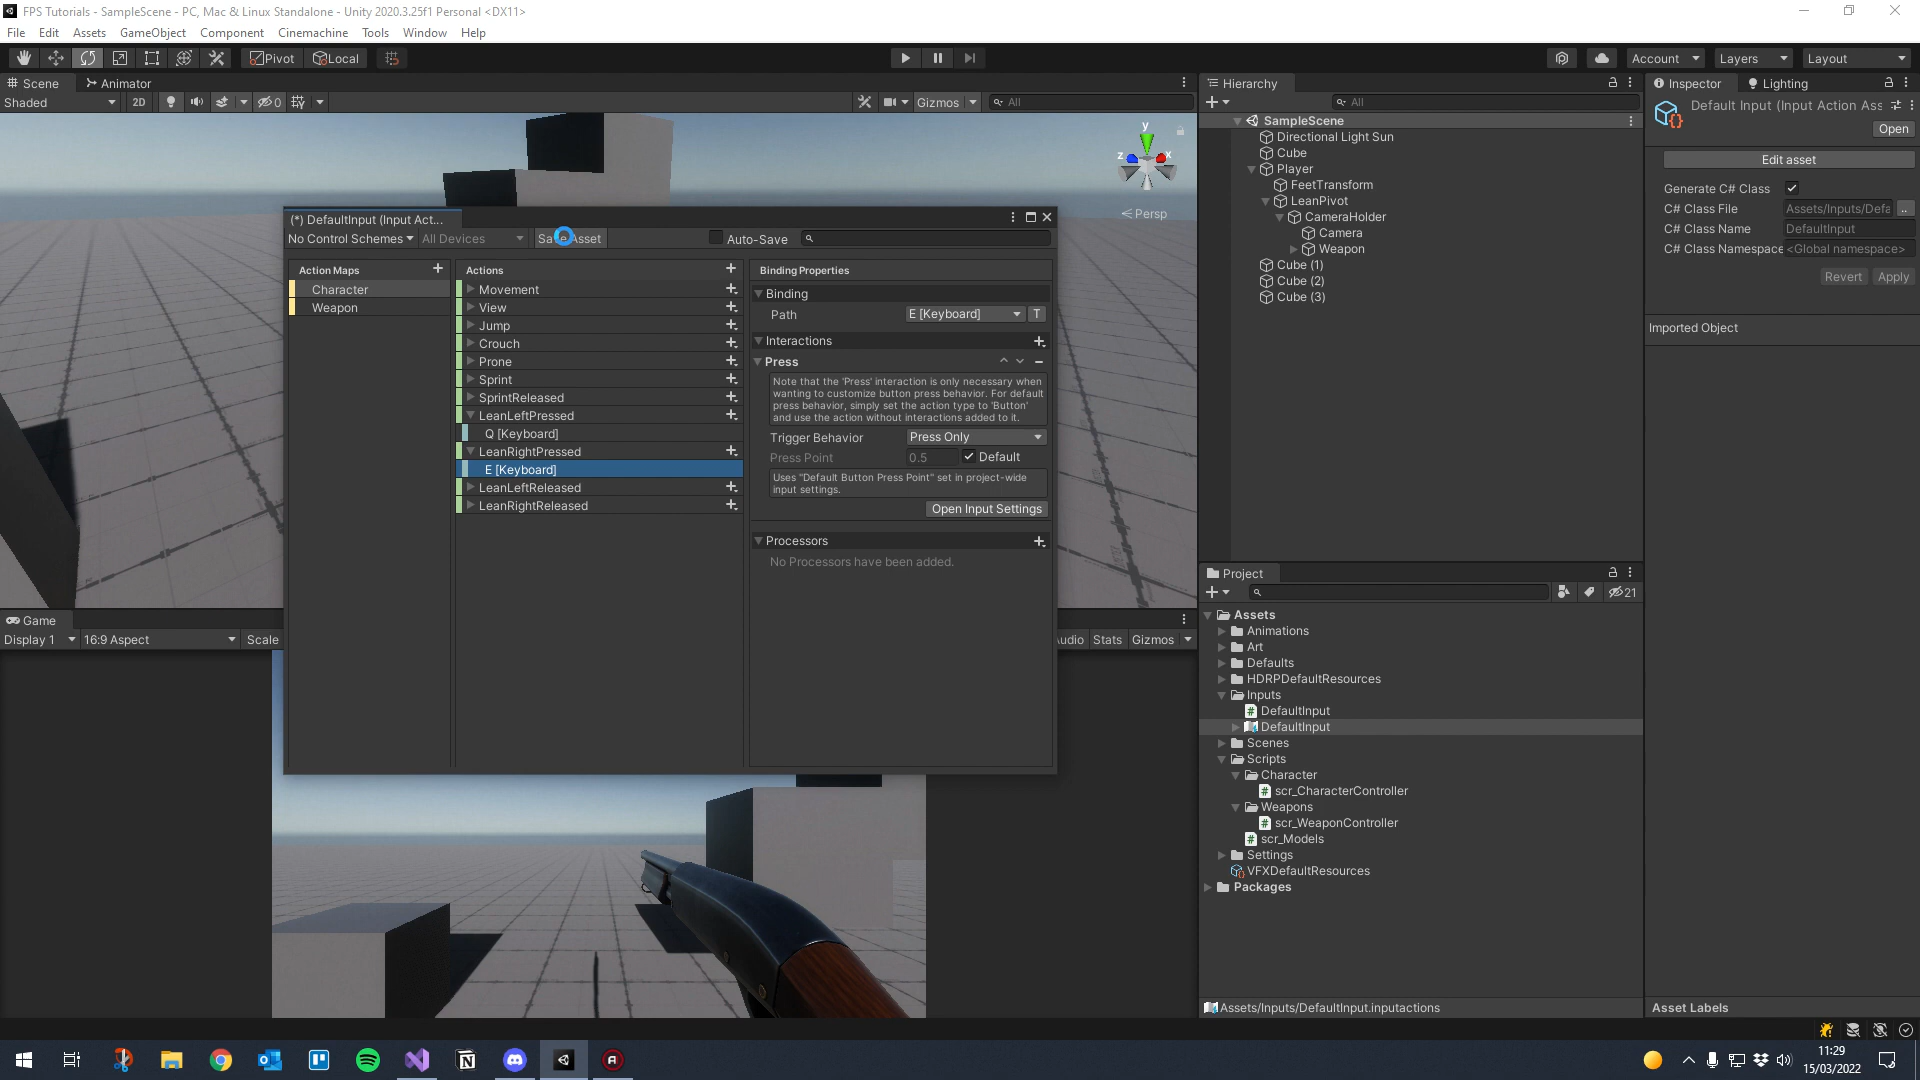 FPS Tutorials - SampleScene - PC, Mac & Linux Standalone - Unity 2020.3.25f1 Personal <DX11>
File Edit Assets GameObject Component Cinemachine Tools Window Help
Pivot Local Account Layers Layout
Scene Animator
Shaded 2D 0 Gizmos All
y
z x
Persp
(*) DefaultInput (Input Act...
No Control Schemes All Devices Save Asset Auto-Save
Action Maps
Character
Weapon
Actions
Movement
View
Jump
Crouch
Prone
Sprint
SprintReleased
LeanLeftPressed
Q [Keyboard]
LeanRightPressed
E [Keyboard]
LeanLeftReleased
LeanRightReleased
Binding Properties
Binding
Path E [Keyboard] T
Interactions
Press
Note that the 'Press' interaction is only necessary when
wanting to customize button press behavior. For default
press behavior, simply set the action type to 'Button'
and use the action without interactions added to it.
Trigger Behavior Press Only
Press Point 0.5 Default
Uses "Default Button Press Point" set in project-wide
input settings.
Open Input Settings
Processors
No Processors have been added.
Game
Display 1 16:9 Aspect Scale udio Stats Gizmos
Hierarchy
All
SampleScene
Directional Light Sun
Cube
Player
FeetTransform
LeanPivot
CameraHolder
Camera
Weapon
Cube (1)
Cube (2)
Cube (3)
Project
21
Assets
Animations
Art
Defaults
HDRPDefaultResources
Inputs
DefaultInput
DefaultInput
Scenes
Scripts
Character
scr_CharacterController
Weapons
scr_WeaponController
scr_Models
Settings
VFXDefaultResources
Packages
Assets/Inputs/DefaultInput.inputactions
Inspector Lighting
Default Input (Input Action Ass
Open
Edit asset
Generate C# Class
C# Class File Assets/Inputs/Defa ..
C# Class Name DefaultInput
C# Class Namespace <Global namespace>
Revert Apply
Imported Object
Asset Labels
11:29
15/03/2022